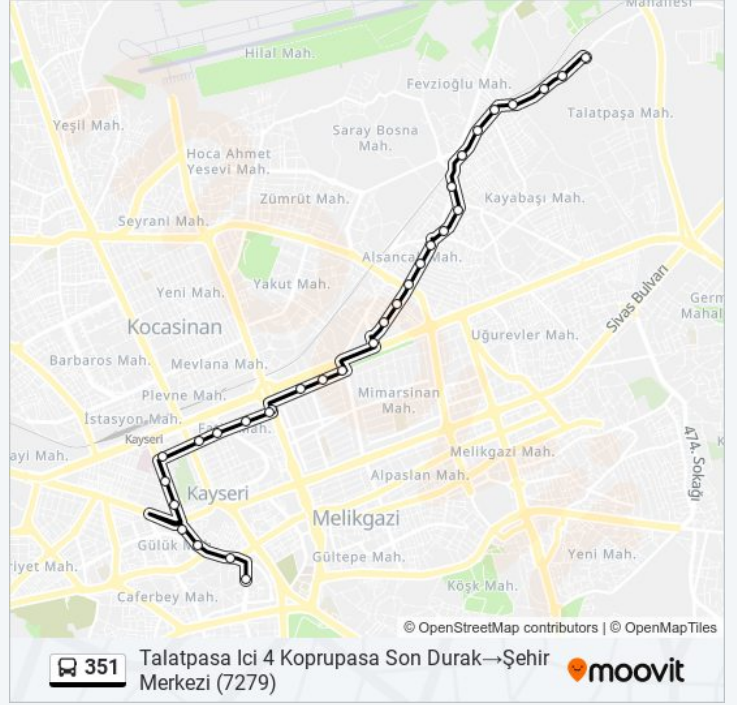 Mahallesi
Hilal Mah.
Fevzioğlu Mah.
Talatpaşa Mah.
Yeşil Mah.
Saray Bosna
Mah.
Hoca Ahmet
Yesevi Mah.
Zümrüt Mah.
Kayabaşı Mah.
Seyrani Mah.
Alsancak Mah.
Yakut Mah.
Yeni Mah.
Sivas Bulvarı
Germ
Mahal
Kocasinan
Uğurevler Mah.
Barbaros Mah.
Mevlana Mah.
Plevne Mah.
Mimarsinan
Mah.
İstasyon Mah.
Kayseri
ayi Mah.
Melikgazi Mah.
474. Sokağı
Alpaslan Mah.
Kayseri
Melikgazi
Gülük
Gültepe Mah.
Yeni Mah.
riyet Mah.
Köşk Mah.
Caferbey Mah.
© OpenStreetMap contributors | © OpenMapTiles
351
Talatpasa Ici 4 Koprupasa Son Durak→Şehir
Merkezi (7279)
moovit